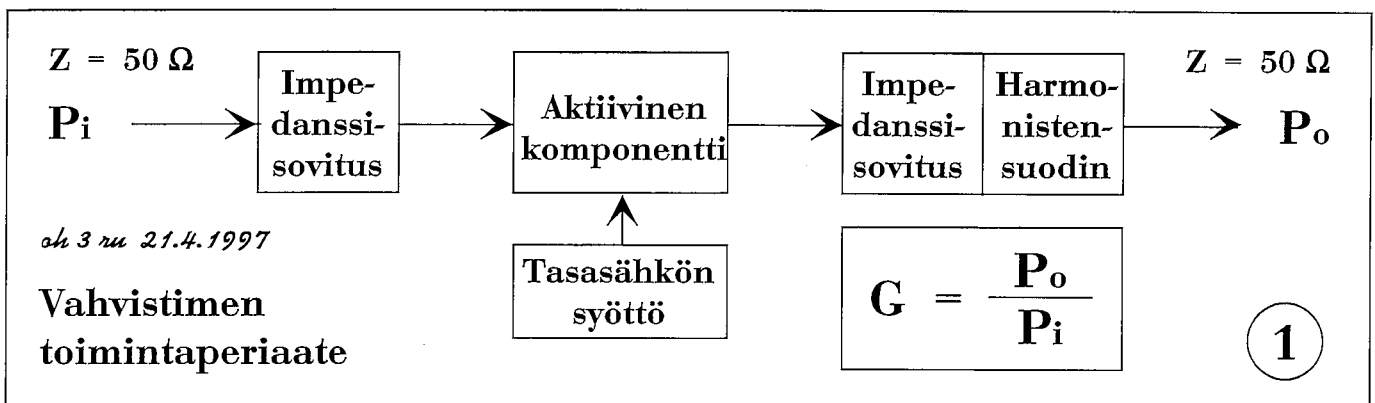 Z = 50 Ω
Pi
Impe-
danssi-
sovitus
Aktiivinen
komponentti
Impe-
danssi-
sovitus
Harmo-
nisten-
suodin
Z = 50 Ω
Po
oh 3 ru 21.4.1997
Vahvistimen
toimintaperiaate
Tasasähkön
syöttö
G = Po
Pi
1